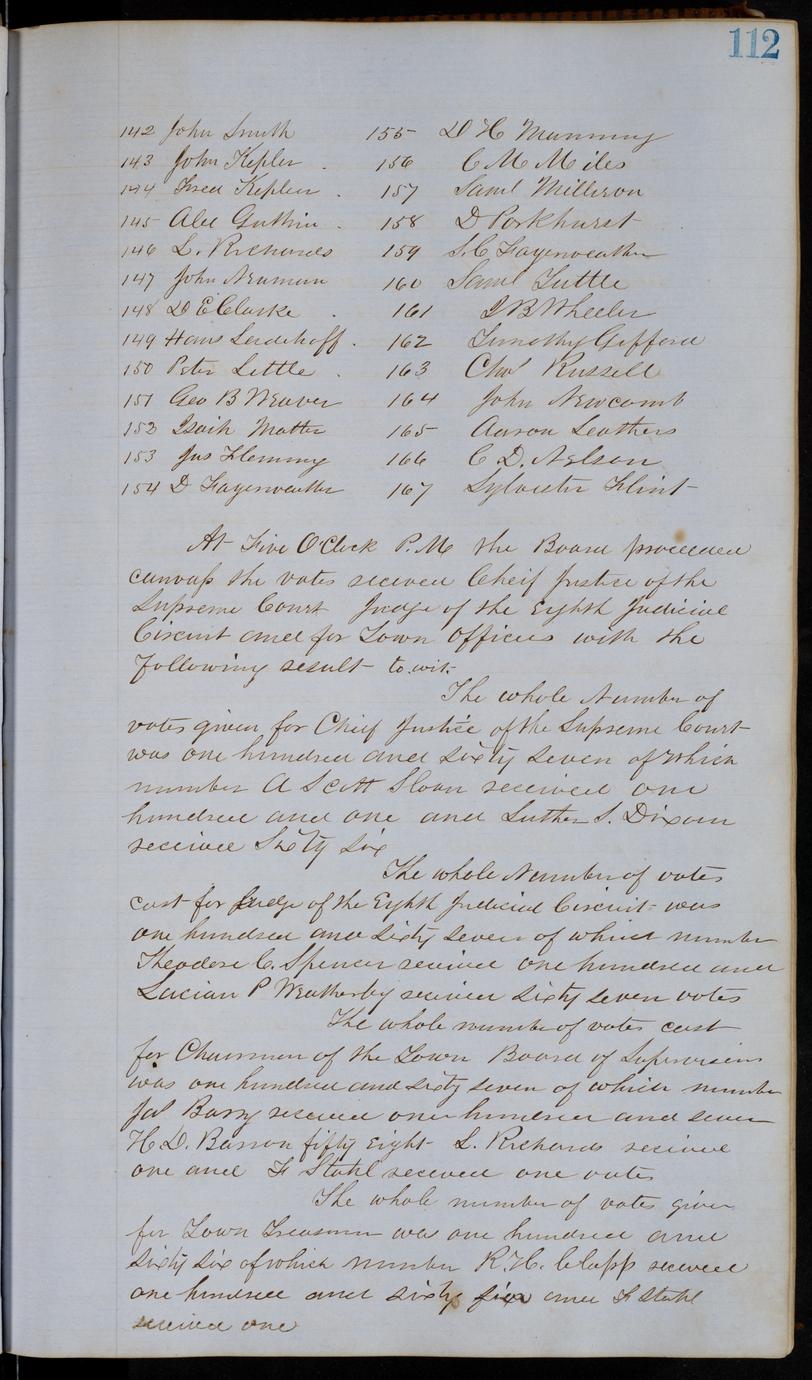 112
142 John Smith 155 D H Munning
143 John Kepler . 156 C M Miles
144 Fred Kepler . 157 Saml Milliron
145 Alec Guthrie . 158 D Parkhurst
146 L. Richards 159 S. C Fayerweather
147 John Neuman 160 Saml Tuttle
148 D E Clarke . 161 J B Wheeler
149 Hans . 162 Timothy Gifford
150 Peter Little . 163 Chas Russell
151 Geo B Weaver 164 John Newcomb
152 Isaih Matter 165 Aaron Leathers
153 Jas Flemmy 166 C D. Nelson
154 D Fayerweather 167 Sylvester Flint
At Five O'Clock P. M the Board proceeded
canvass the votes received Cheif Justice of the
Supreme Court Judge of the Eighth Judicial
Circuit and for Town Officers with the
following result to. wit.
The whole Number of
votes given for Chief Justice of the Supreme Court
was one hundred and sixty seven of which
number A Scott Sloan received one
hundred and one and Luther S. Dixon
received Sixty Six
The whole Number of votes
cast for Judge of the Eighth Judicial Circuit was
one hundred and sixty seven of which number
Theodore C. Spencer received one hundred and
Lucian P Weatherby received sixty seven votes
The whole number of votes cast
for Chairman of the Town Board of Supervisors
was one hundred and sixty seven of which number
Jas Barry received one hundred and seven
H D. Barron fifty Eight L. Richards received
one and F Stahl received one votes
The whole number of votes given
for Town Treasurer was one hundred and
sixty six of which number R. H. Clapp received
one hundred and sixty five and F Stahl
received one